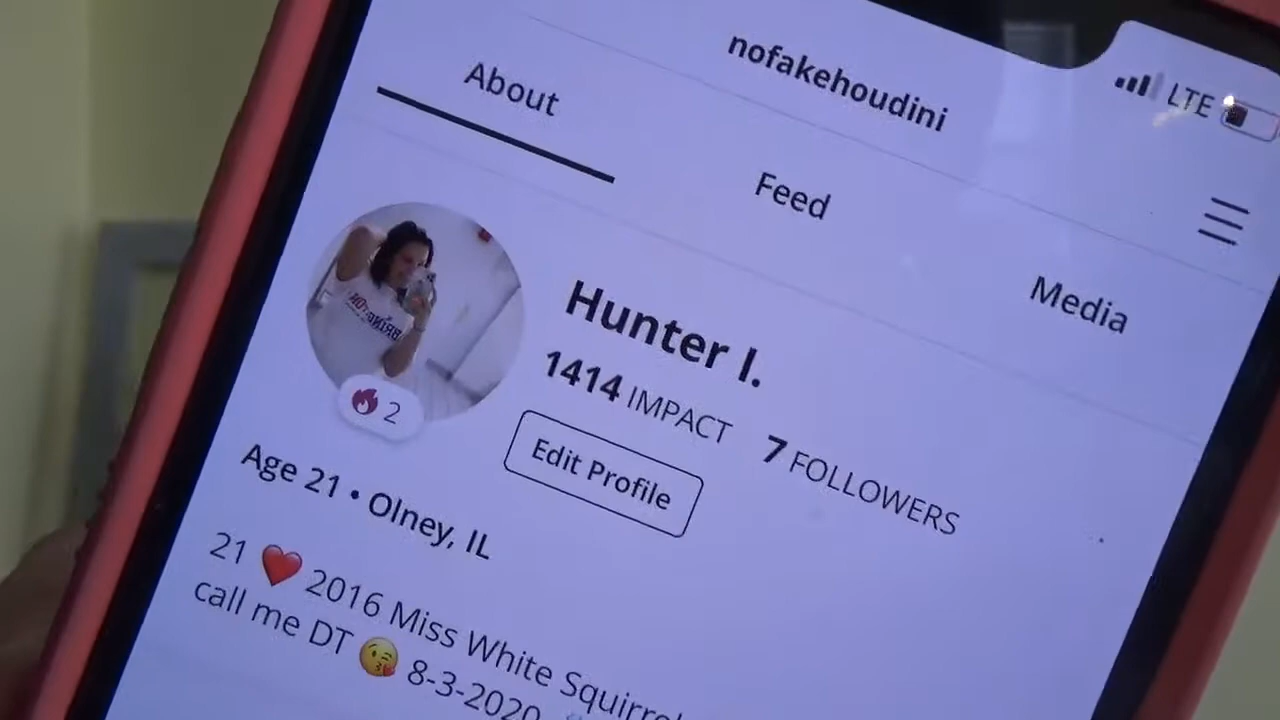 nofakehoudini
LTE
About
Feed
Media
Hunter I.
1414 IMPACT 7 FOLLOWERS
2
Edit Profile
Age 21 • Olney, IL
21 ❤️ 2016 Miss White Squirrel
call me DT 😘 8-3-2020